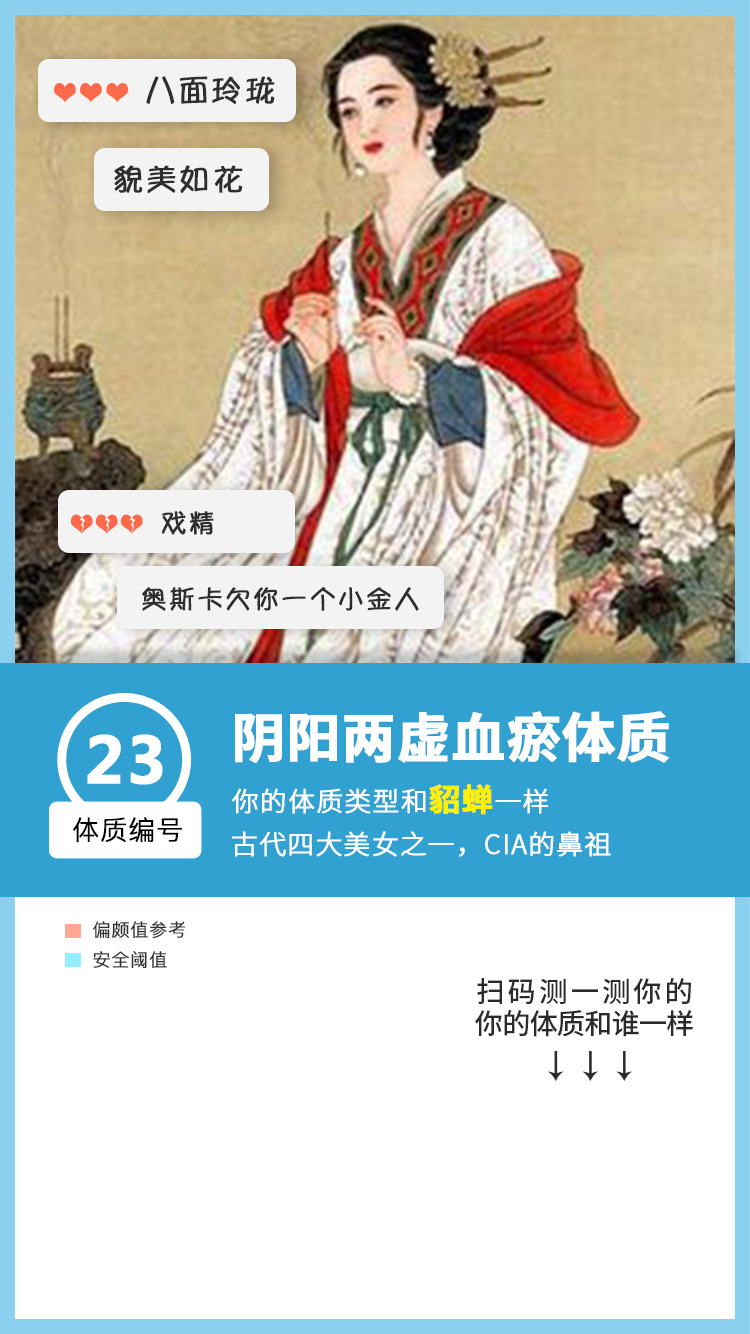 八面玲珑
貌美如花
戏精
奥斯卡欠你一个小金人
23
体质编号
阴阳两虚血瘀体质
你的体质类型和貂蝉一样
古代四大美女之一，CIA的鼻祖
偏颇值参考
安全阈值
扫码测一测你的
你的体质和谁一样
↓ ↓ ↓